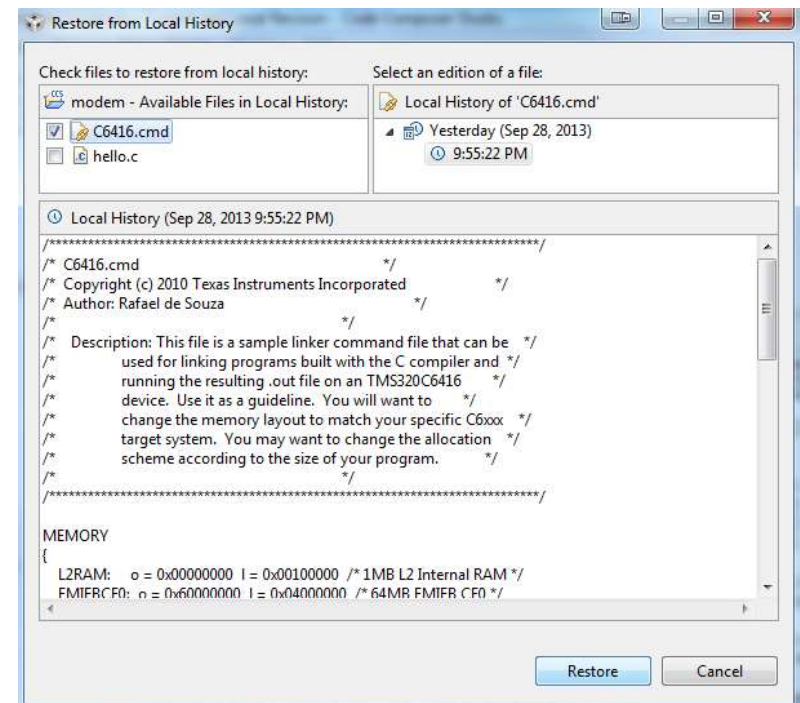 Restore from Local History
Check files to restore from local history:
Select an edition of a file:
modem - Available Files in Local History:
Local History of 'C6416.cmd'
C6416.cmd
hello.c
Yesterday (Sep 28, 2013)
9:55:22 PM
Local History (Sep 28, 2013 9:55:22 PM)
/******************************************************************************/
/* C6416.cmd */
/* Copyright (c) 2010 Texas Instruments Incorporated */
/* Author: Rafael de Souza */
/* */
/* Description: This file is a sample linker command file that can be */
/* used for linking programs built with the C compiler and */
/* running the resulting .out file on an TMS320C6416 */
/* device. Use it as a guideline. You will want to */
/* change the memory layout to match your specific C6xxx */
/* target system. You may want to change the allocation */
/* scheme according to the size of your program. */
/* */
/******************************************************************************/
MEMORY
{
L2RAM: o = 0x00000000 l = 0x00100000 /* 1MB L2 Internal RAM */
EMIFBCE0: o = 0x60000000 l = 0x04000000 /* 64MB EMIFB CE0 */
Restore
Cancel